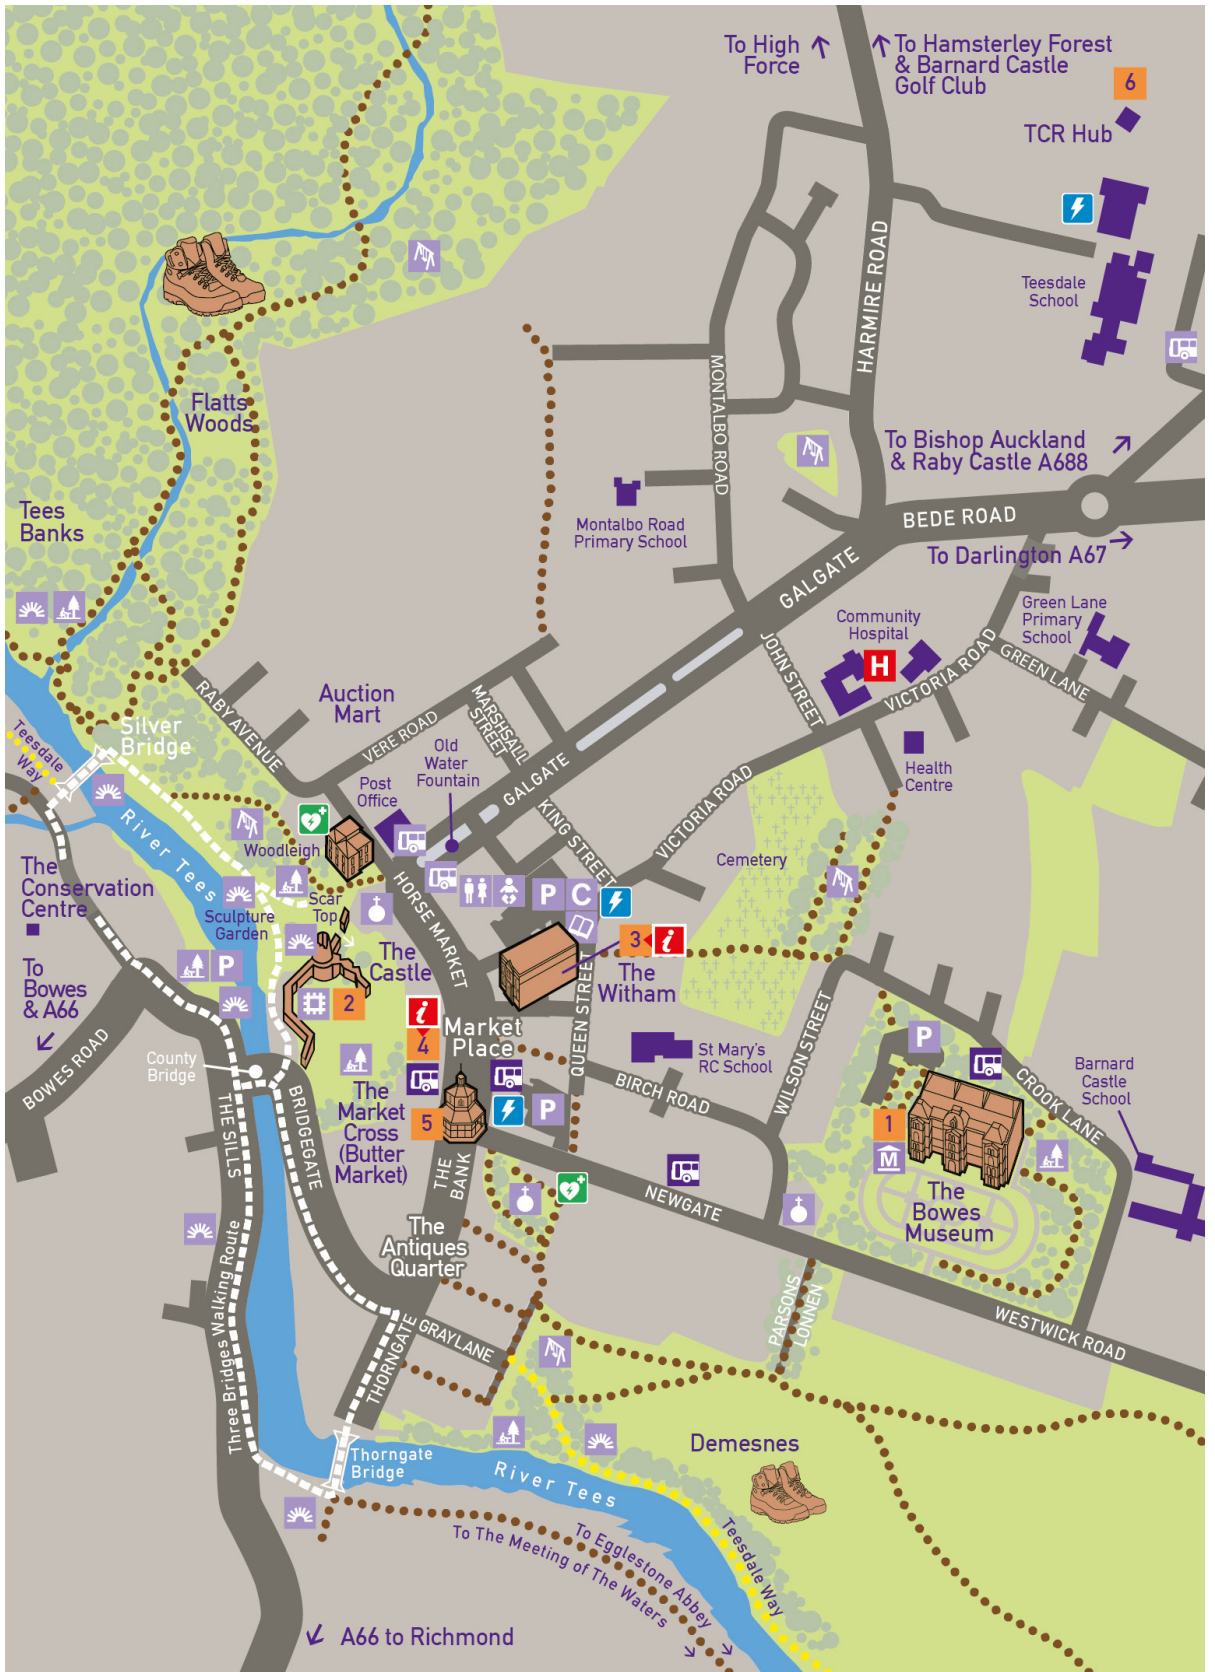 To High
Force
To Hamsterley Forest
& Barnard Castle
Golf Club
6
TCR Hub
Teesdale
School
HARMIRE ROAD
MONTALBO ROAD
Flatts
Woods
To Bishop Auckland
& Raby Castle A688
Tees
Banks
Montalbo Road
Primary School
BEDE ROAD
To Darlington A67
GALGATE
Community
Hospital
H
Green Lane
Primary
School
GREEN LANE
JOHN STREET
VICTORIA ROAD
RABY AVENUE
Auction
Mart
VERE ROAD
MARSHSALL
STREET
Silver
Bridge
Teesdale
Way
Old
Water
Fountain
GALGATE
Health
Centre
Post
Office
KING STREET
VICTORIA ROAD
River Tees
Woodleigh
Cemetery
The
Conservation
Centre
Scar
Top
Sculpture
Garden
HORSE MARKET
P
C
The
Castle
3
i
The
Witham
To
Bowes
& A66
P
2
i
4
Market
Place
QUEEN STREET
St Mary's
RC School
WILSON STREET
P
BOWES ROAD
County
Bridge
THE SILLS
BRIDGEGATE
The
Market
Cross
(Butter
Market)
5
P
BIRCH ROAD
CROOK LANE
Barnard
Castle
School
1
M
THE
BANK
NEWGATE
The
Bowes
Museum
The
Antiques
Quarter
PARSONS
LONNEN
WESTWICK ROAD
Three Bridges Walking Route
THORNGATE
GRAYLANE
Thorngate
Bridge
River Tees
Demesnes
Teesdale Way
To Egglestone Abbey
To The Meeting of The Waters
A66 to Richmond